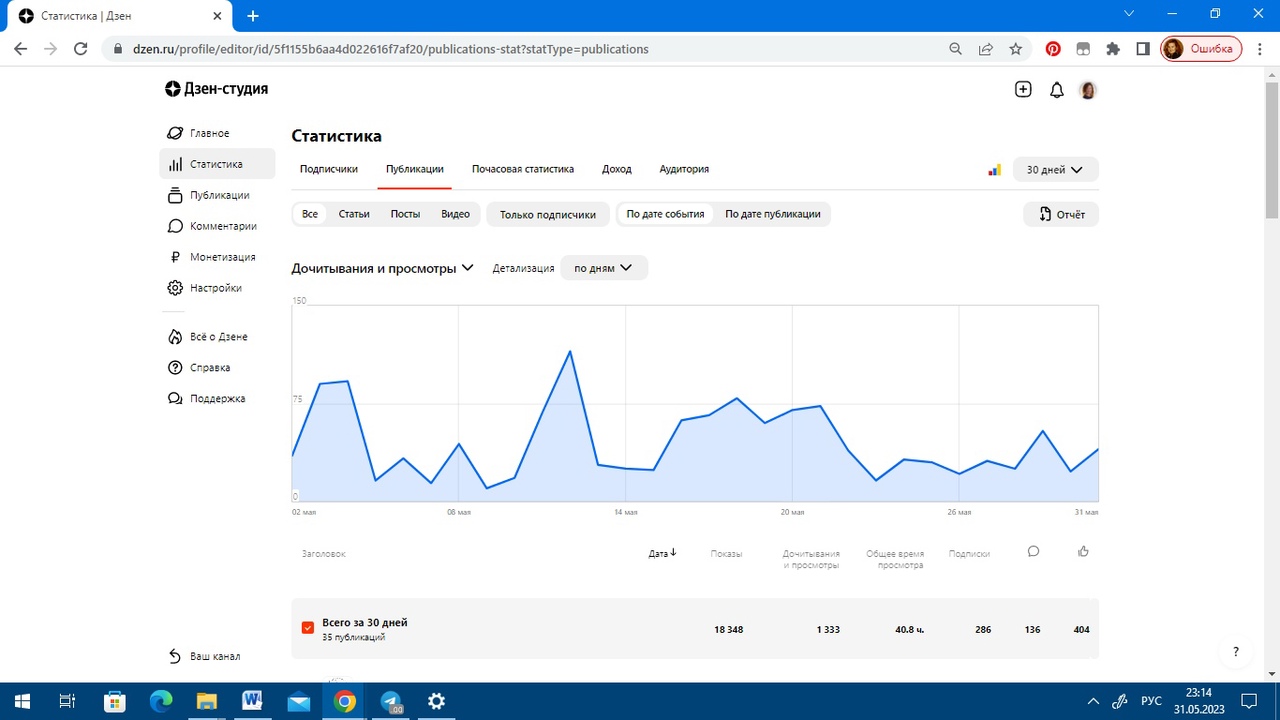 Статистика | Дзен
dzen.ru/profile/editor/id/5f1155b6aa4d022616f7af20/publications-stat?statType=publications
Ошибка
Дзен-студия
Главное
Статистика
Публикации
Комментарии
Монетизация
Настройки
Всё о Дзене
Справка
Поддержка
Ваш канал
Статистика
Подписчики Публикации Почасовая статистика Доход Аудитория 30 дней
Все Статьи Посты Видео Только подписчики По дате события По дате публикации Отчёт
Дочитывания и просмотры Детализация по дням
150
75
0
02 мая 08 мая 14 мая 20 мая 26 мая 31 мая
Заголовок Дата Показы Дочитывания и просмотры Общее время просмотра Подписки
Всего за 30 дней 18 348 1 333 40.8 ч. 286 136 404
35 публикаций
?
:00
РУС
23:14
31.05.2023